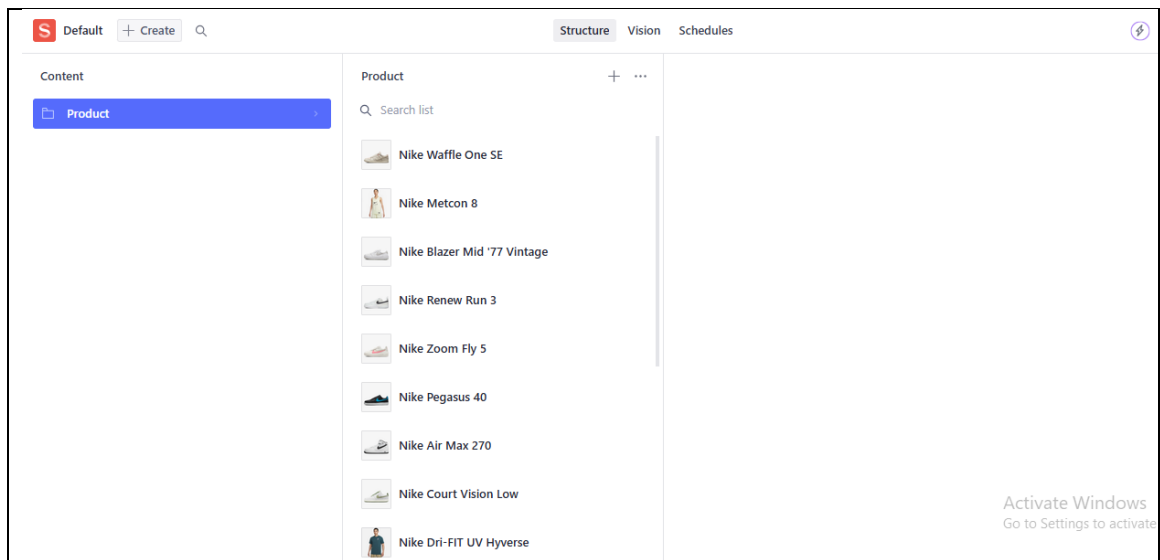 S Default + Create Structure Vision Schedules
Content
Product
Product
Search list
Nike Waffle One SE
Nike Metcon 8
Nike Blazer Mid '77 Vintage
Nike Renew Run 3
Nike Zoom Fly 5
Nike Pegasus 40
Nike Air Max 270
Nike Court Vision Low
Nike Dri-FIT UV Hyverse
Activate Windows
Go to Settings to activate